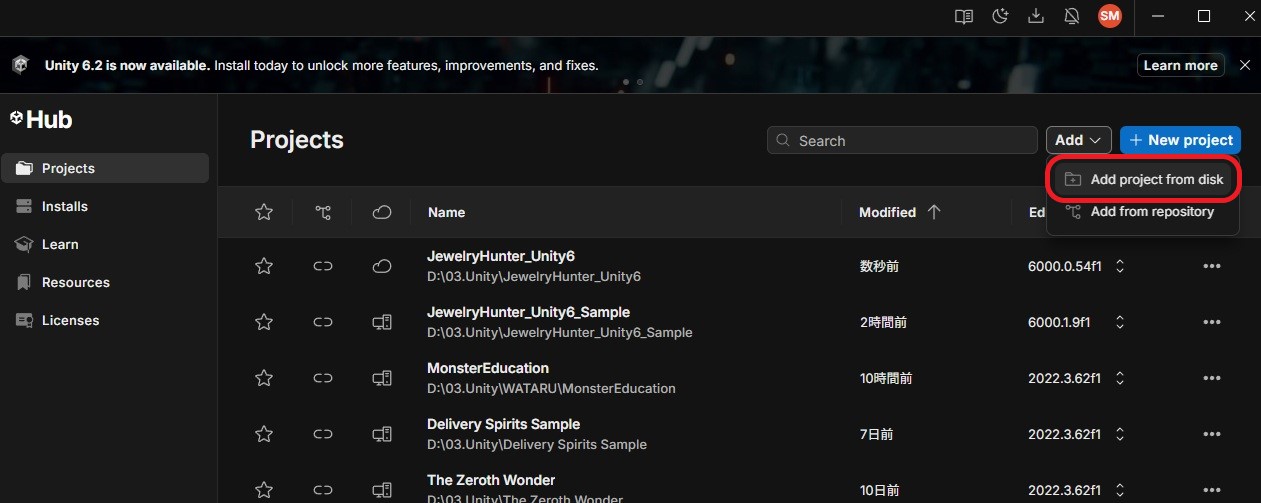 SM
Unity 6.2 is now available. Install today to unlock more features, improvements, and fixes.
Learn more
Hub
Projects
Installs
Learn
Resources
Licenses
Projects
Search
Add
+ New project
Add project from disk
Add from repository
Name
Modified
Ed
JewelryHunter_Unity6
D:\03.Unity\JewelryHunter_Unity6
数秒前
6000.0.54f1
JewelryHunter_Unity6_Sample
D:\03.Unity\JewelryHunter_Unity6_Sample
2時間前
6000.1.9f1
MonsterEducation
D:\03.Unity\WATARU\MonsterEducation
10時間前
2022.3.62f1
Delivery Spirits Sample
D:\03.Unity\Delivery Spirits Sample
7日前
2022.3.62f1
The Zeroth Wonder
D:\03.Unity\The Zeroth Wonder
10日前
2022.3.62f1